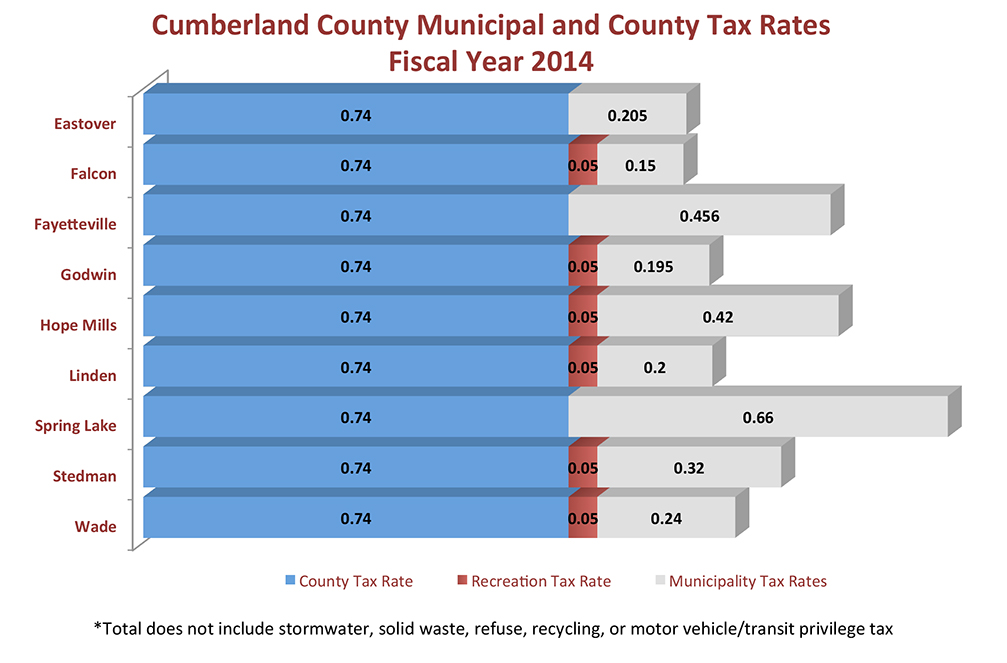 Cumberland County Municipal and County Tax Rates
Fiscal Year 2014
Eastover 0.74 0.205
Falcon 0.74 0.05 0.15
Fayetteville 0.74 0.456
Godwin 0.74 0.05 0.195
Hope Mills 0.74 0.05 0.42
Linden 0.74 0.05 0.2
Spring Lake 0.74 0.66
Stedman 0.74 0.05 0.32
Wade 0.74 0.05 0.24
County Tax Rate Recreation Tax Rate Municipality Tax Rates
*Total does not include stormwater, solid waste, refuse, recycling, or motor vehicle/transit privilege tax